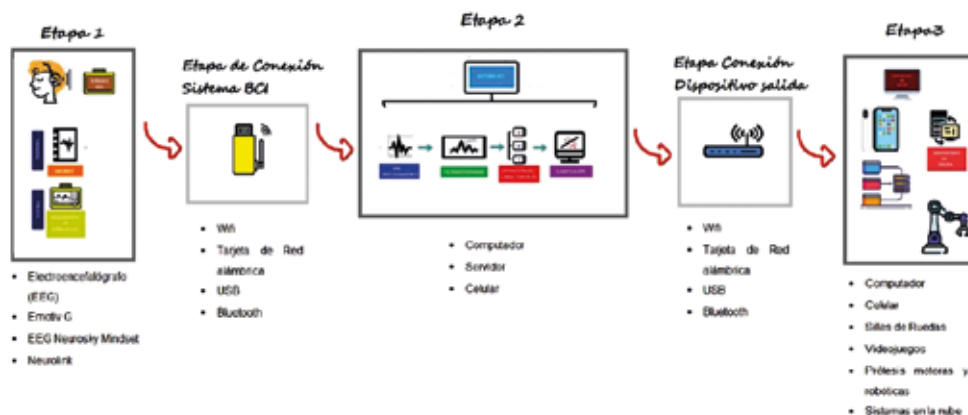 Etapa 1
Etapa de Conexión
Sistema BCI
Etapa 2
Etapa Conexión
Dispositivo salida
Etapa3
• Electroencefalógrafo
(EEG)
• Emotiv G
• EEG Neurosky Mindset
• Neurolink
• Wifi
• Tarjeta de Red
alámbrica
• USB
• Bluetooth
• Computador
• Servidor
• Celular
• Wifi
• Tarjeta de Red
alámbrica
• USB
• Bluetooth
• Computador
• Celular
• Sillas de Ruedas
• Videojuegos
• Prótesis motoras y
robóticas
• Sistemas en la nube